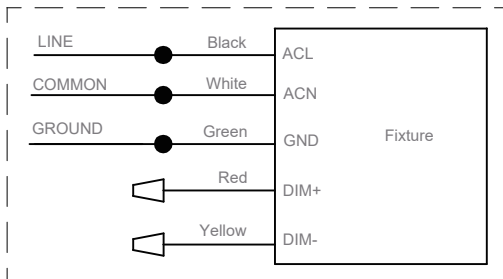 LINE Black ACL
COMMON White ACN
GROUND Green GND Fixture
Red DIM+
Yellow DIM-